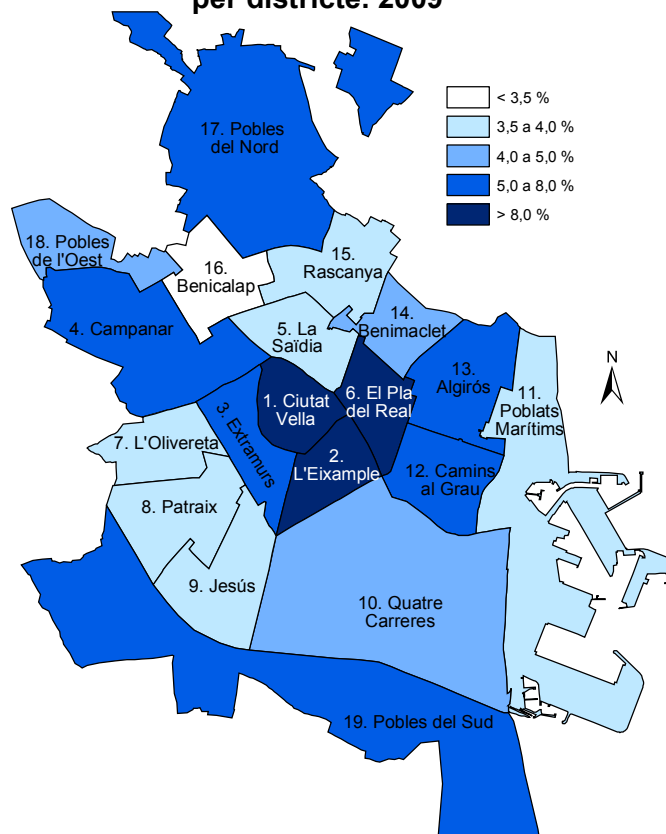 per districte. 2009
< 3,5 %
3,5 a 4,0 %
4,0 a 5,0 %
5,0 a 8,0 %
> 8,0 %
17. Pobles
del Nord
18. Pobles
de l'Oest
16.
Benicalap
15.
Rascanya
4. Campanar
5. La
Saïdia
14.
Benimaclet
13.
Algirós
11.
Poblats
Marítims
N
1. Ciutat
Vella
6. El Pla
del Real
3. Extramurs
7. L'Olivereta
2.
L'Eixample
12. Camins
al Grau
8. Patraix
9. Jesús
10. Quatre
Carreres
19. Pobles del Sud